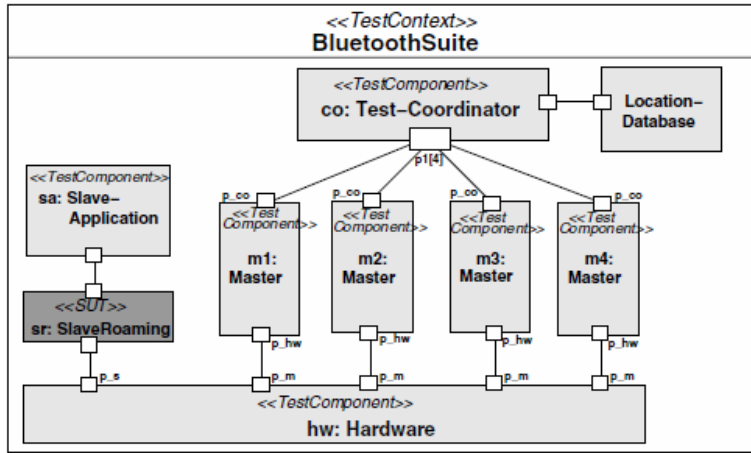 <<TestContext>>
BluetoothSuite
<<TestComponent>>
co: Test-Coordinator
Location-
Database
p1[4]
<<TestComponent>>
sa: Slave-
Application
p_co
p_co
p_co
p_co
<<Test
Component>>
m1:
Master
<<Test
Component>>
m2:
Master
<<Test
Component>>
m3:
Master
<<Test
Component>>
m4:
Master
<<SUT>>
sr: SlaveRoaming
p_hw
p_hw
p_hw
p_hw
p_s
p_m
p_m
p_m
p_m
<<TestComponent>>
hw: Hardware